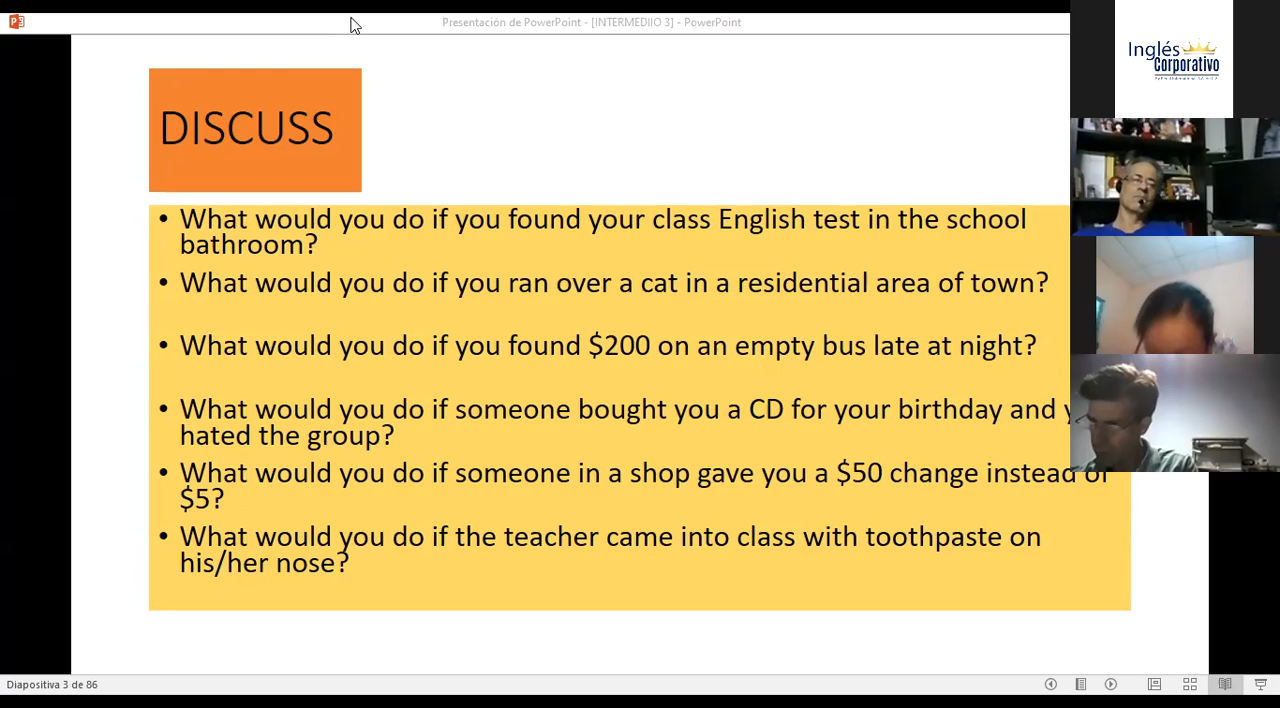 Presentación de PowerPoint - [INTERMEDIIO 3] - PowerPoint
Inglés
Corporativo
DISCUSS
• What would you do if you found your class English test in the school
bathroom?
• What would you do if you ran over a cat in a residential area of town?
• What would you do if you found $200 on an empty bus late at night?
• What would you do if someone bought you a CD for your birthday and
hated the group?
• What would you do if someone in a shop gave you a $50 change instead of
$5?
• What would you do if the teacher came into class with toothpaste on
his/her nose?
Diapositiva 3 de 86